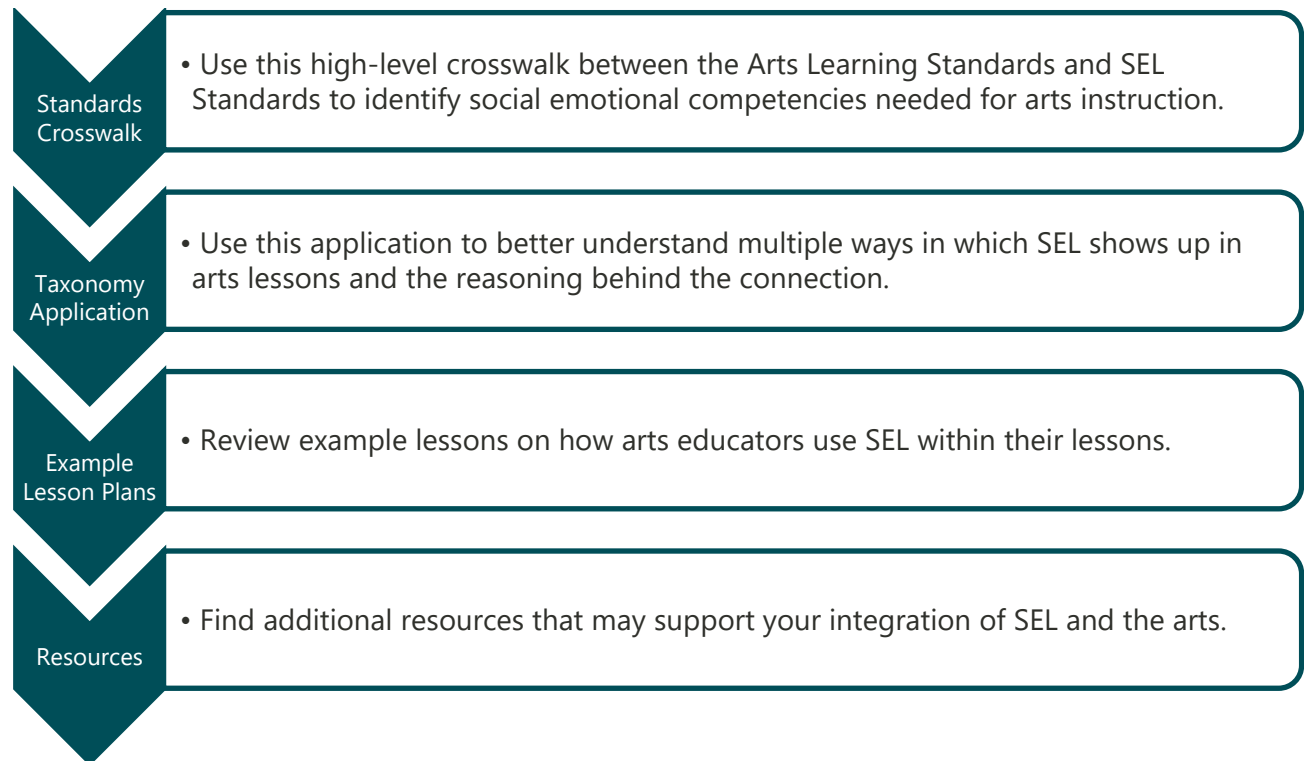 Standards
Crosswalk
• Use this high-level crosswalk between the Arts Learning Standards and SEL
Standards to identify social emotional competencies needed for arts instruction.
Taxonomy
Application
• Use this application to better understand multiple ways in which SEL shows up in
arts lessons and the reasoning behind the connection.
Example
Lesson Plans
• Review example lessons on how arts educators use SEL within their lessons.
Resources
• Find additional resources that may support your integration of SEL and the arts.